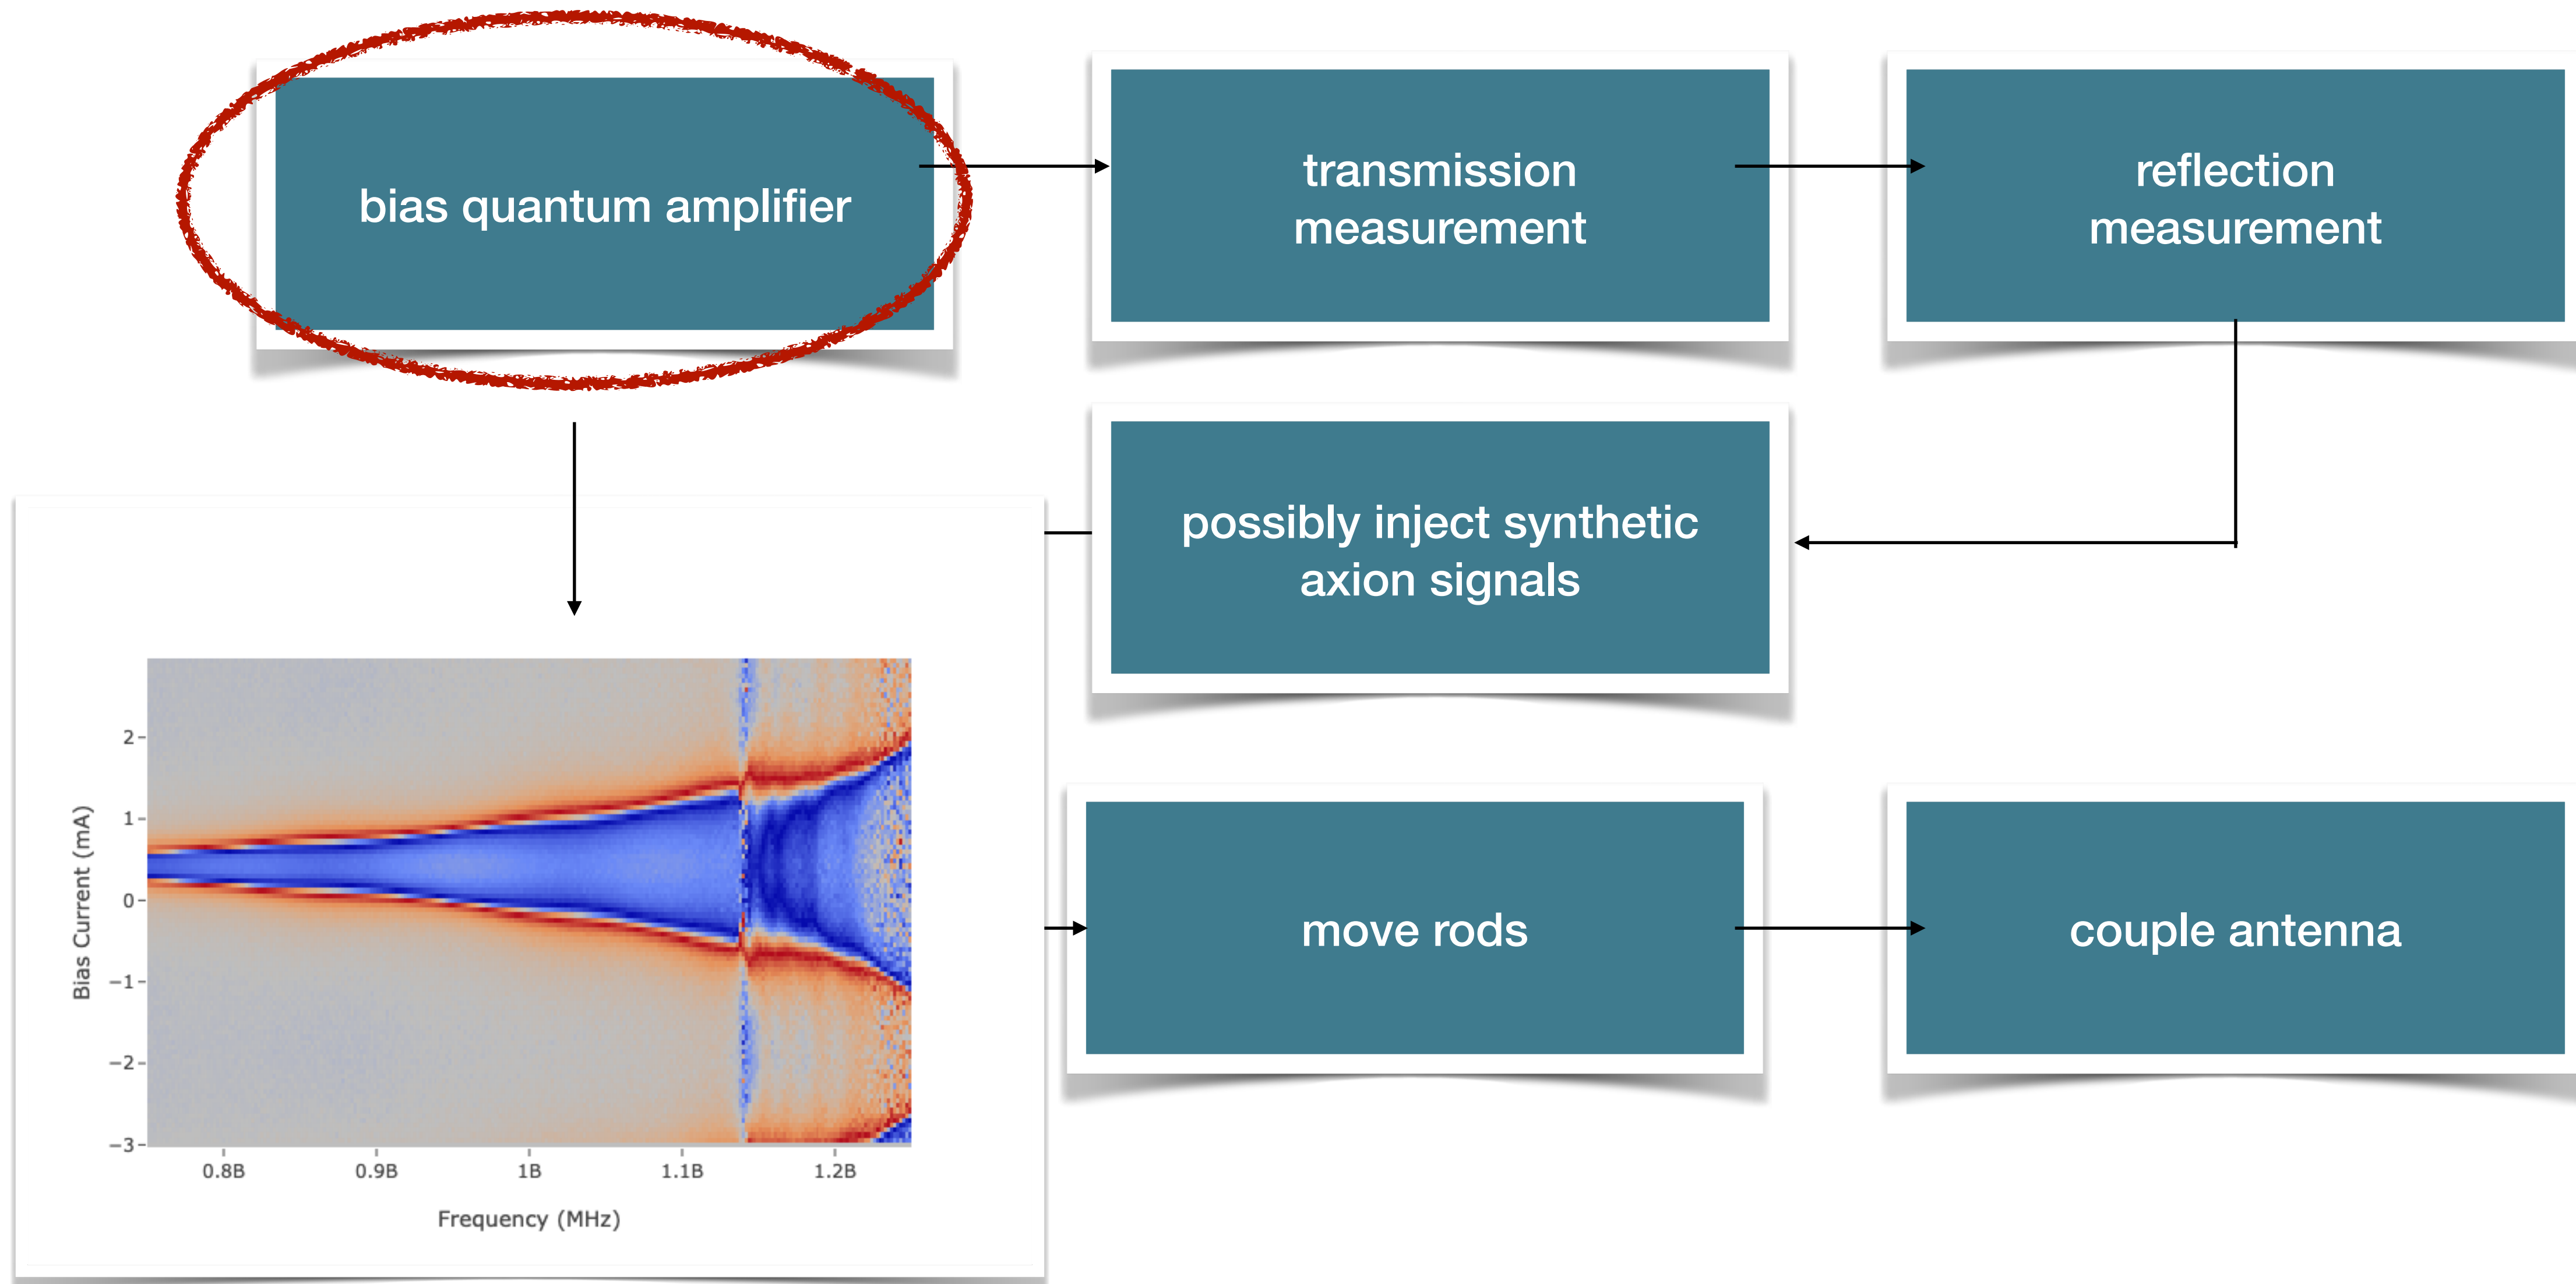 bias quantum amplifier
transmission
measurement
reflection
measurement
possibly inject synthetic
axion signals
2
1
0
−1
−2
−3
Bias Current (mA)
0.8B
0.9B
1B
1.1B
1.2B
Frequency (MHz)
move rods
couple antenna